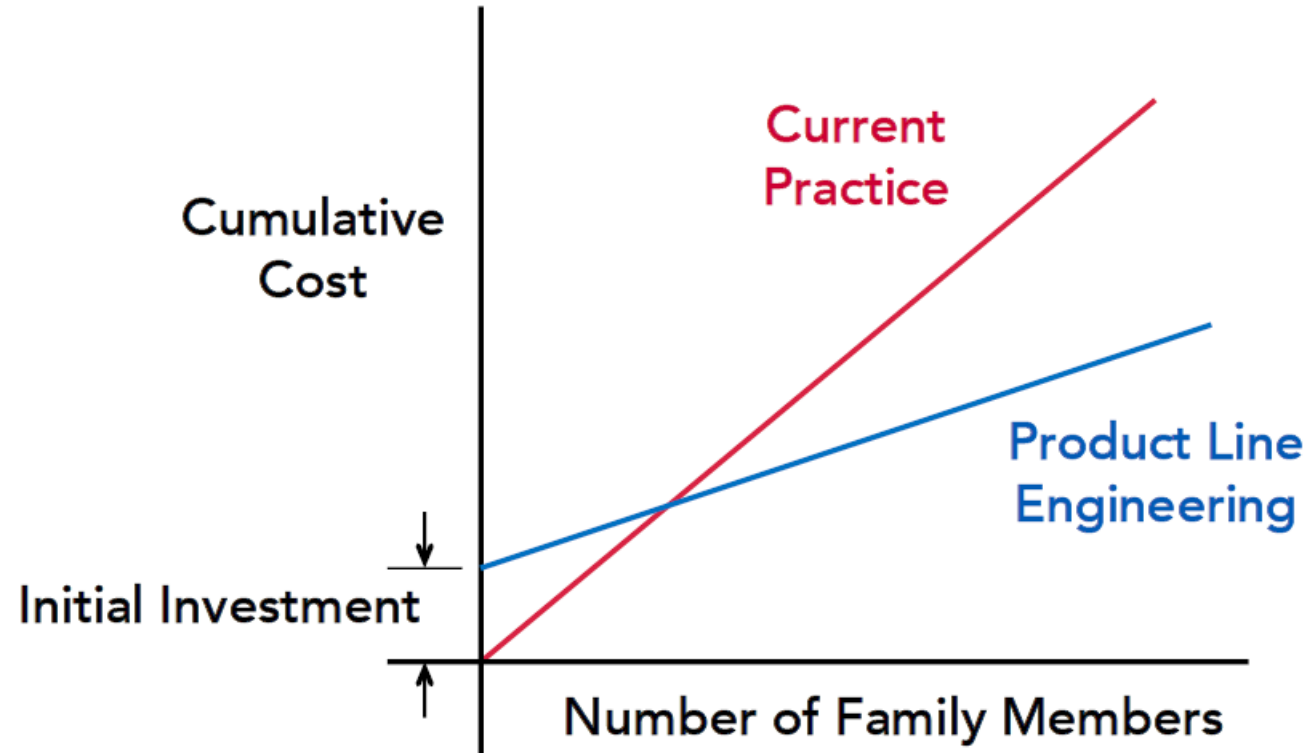 Current
Practice
Cumulative
Cost
Product Line
Engineering
Initial Investment
Number of Family Members